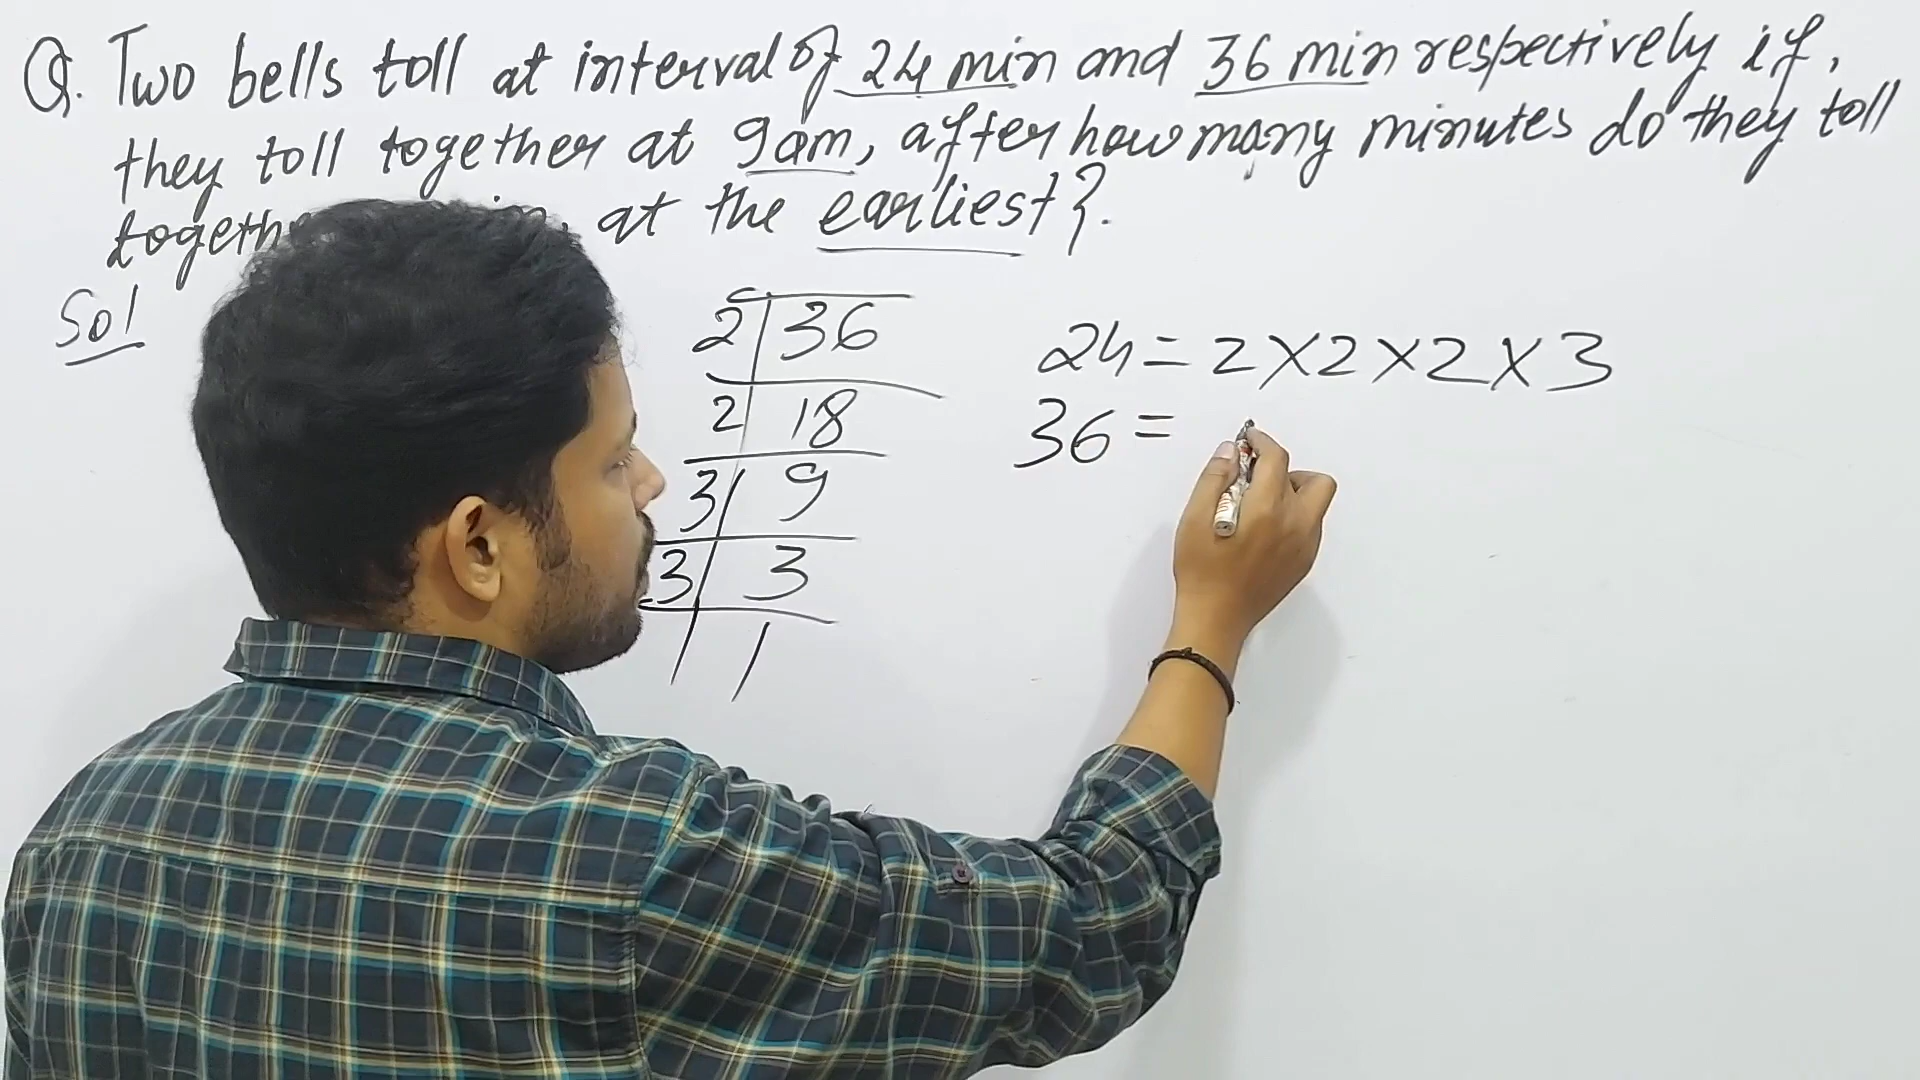 Q. Two bells toll at interval of 24 min and 36 min respectively if,
they toll together at 9am, after how many minutes do they toll
at the earliest?.
Sol
2 36
2 18
3 9
3 3
1
24 = 2 X 2 X 2 X 3
36 =